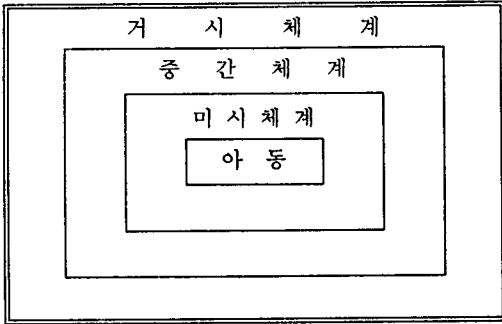 거 시 체 계
중 간 체 계
미 시 체 계
아 동